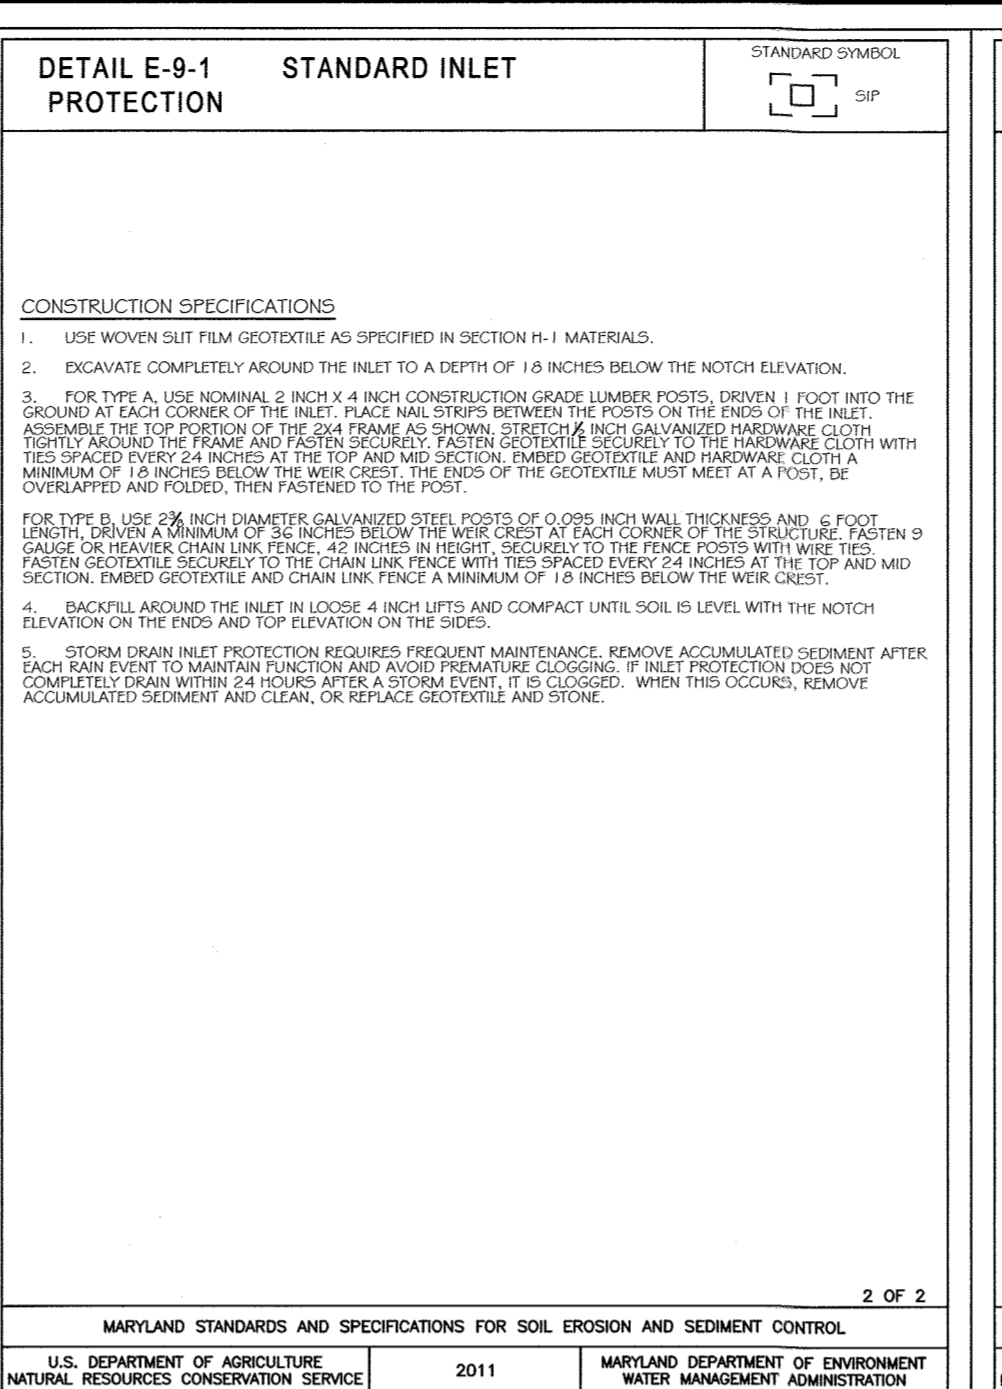 DETAIL E-9-1 STANDARD INLET
PROTECTION
STANDARD SYMBOL
SIP
CONSTRUCTION SPECIFICATIONS
1. USE WOVEN SLIT FILM GEOTEXTILE AS SPECIFIED IN SECTION H-1 MATERIALS.
2. EXCAVATE COMPLETELY AROUND THE INLET TO A DEPTH OF 18 INCHES BELOW THE NOTCH ELEVATION.
3. FOR TYPE A, USE NOMINAL 2 INCH X 4 INCH CONSTRUCTION GRADE LUMBER POSTS, DRIVEN 1 FOOT INTO THE
GROUND AT EACH CORNER OF THE INLET. PLACE NAIL STRIPS BETWEEN THE POSTS ON THE ENDS OF THE INLET.
ASSEMBLE THE TOP PORTION OF THE 2X4 FRAME AS SHOWN. STRETCH ½ INCH GALVANIZED HARDWARE CLOTH
TIGHTLY AROUND THE FRAME AND FASTEN SECURELY. FASTEN GEOTEXTILE SECURELY TO THE HARDWARE CLOTH WITH
TIES SPACED EVERY 24 INCHES AT THE TOP AND MID SECTION. EMBED GEOTEXTILE AND HARDWARE CLOTH A
MINIMUM OF 18 INCHES BELOW THE WEIR CREST. THE ENDS OF THE GEOTEXTILE MUST MEET AT A POST, BE
OVERLAPPED AND FOLDED, THEN FASTENED TO THE POST.
FOR TYPE B, USE 2⅜ INCH DIAMETER GALVANIZED STEEL POSTS OF 0.095 INCH WALL THICKNESS AND 6 FOOT
LENGTH, DRIVEN A MINIMUM OF 36 INCHES BELOW THE WEIR CREST AT EACH CORNER OF THE STRUCTURE. FASTEN 9
GAUGE OR HEAVIER CHAIN LINK FENCE, 42 INCHES IN HEIGHT, SECURELY TO THE FENCE POSTS WITH WIRE TIES.
FASTEN GEOTEXTILE SECURELY TO THE CHAIN LINK FENCE WITH TIES SPACED EVERY 24 INCHES AT THE TOP AND MID
SECTION. EMBED GEOTEXTILE AND CHAIN LINK FENCE A MINIMUM OF 18 INCHES BELOW THE WEIR CREST.
4. BACKFILL AROUND THE INLET IN LOOSE 4 INCH LIFTS AND COMPACT UNTIL SOIL IS LEVEL WITH THE NOTCH
ELEVATION ON THE ENDS AND TOP ELEVATION ON THE SIDES.
5. STORM DRAIN INLET PROTECTION REQUIRES FREQUENT MAINTENANCE. REMOVE ACCUMULATED SEDIMENT AFTER
EACH RAIN EVENT TO MAINTAIN FUNCTION AND AVOID PREMATURE CLOGGING. IF INLET PROTECTION DOES NOT
COMPLETELY DRAIN WITHIN 24 HOURS AFTER A STORM EVENT, IT IS CLOGGED. WHEN THIS OCCURS, REMOVE
ACCUMULATED SEDIMENT AND CLEAN, OR REPLACE GEOTEXTILE AND STONE.
2 OF 2
MARYLAND STANDARDS AND SPECIFICATIONS FOR SOIL EROSION AND SEDIMENT CONTROL
U.S. DEPARTMENT OF AGRICULTURE
NATURAL RESOURCES CONSERVATION SERVICE
2011
MARYLAND DEPARTMENT OF ENVIRONMENT
WATER MANAGEMENT ADMINISTRATION